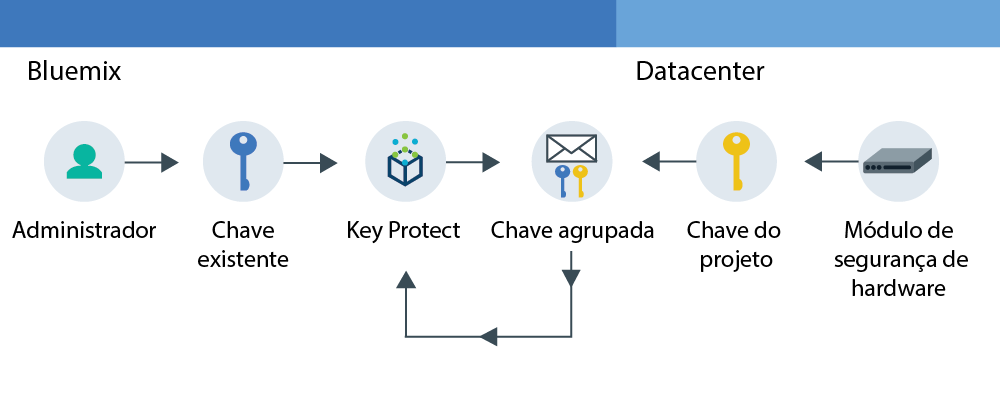 Bluemix
Datacenter
Administrador
Chave
existente
Key Protect
Chave agrupada
Chave do
projeto
Módulo de
segurança de
hardware